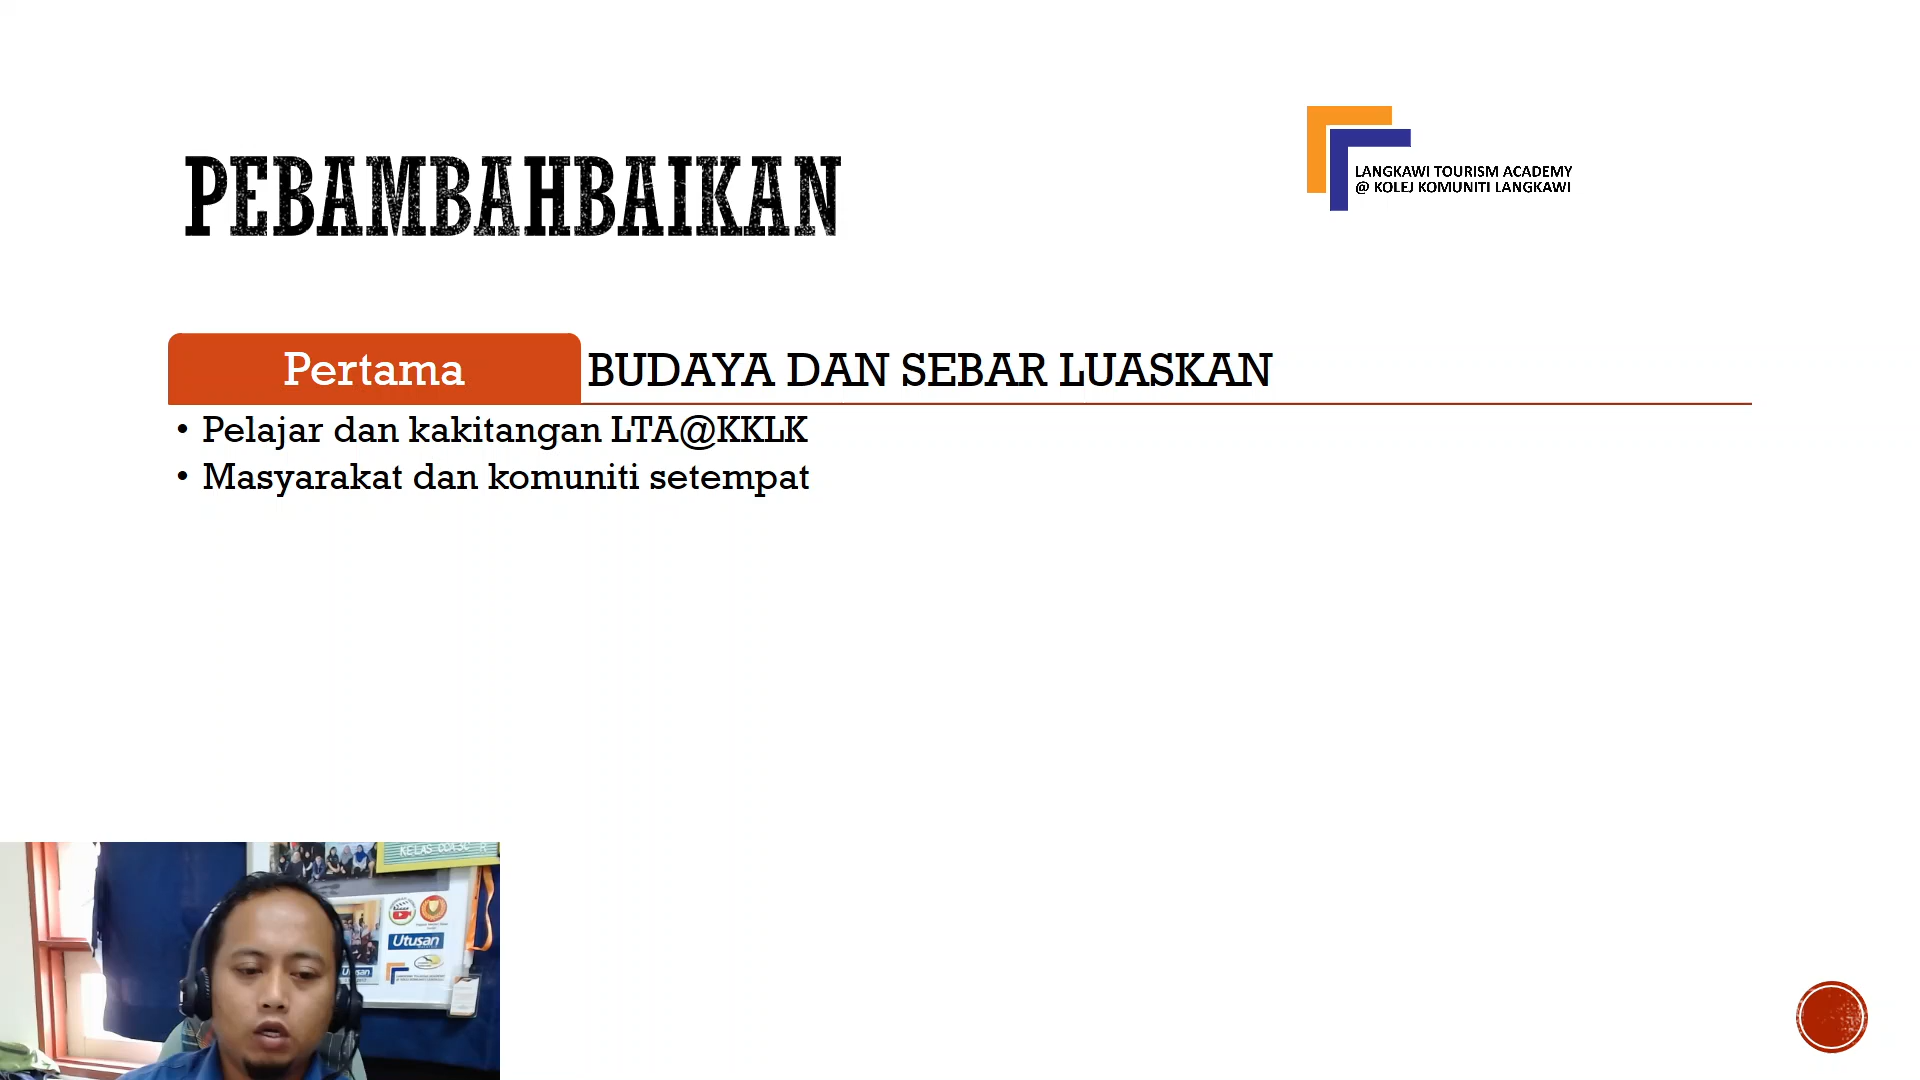 PEBAMBAHBAIKAN
LANGKAWI TOURISM ACADEMY
@ KOLEJ KOMUNITI LANGKAWI
Pertama
BUDAYA DAN SEBAR LUASKAN
• Pelajar dan kakitangan LTA@KKLK
• Masyarakat dan komuniti setempat
KELAS
Utusan